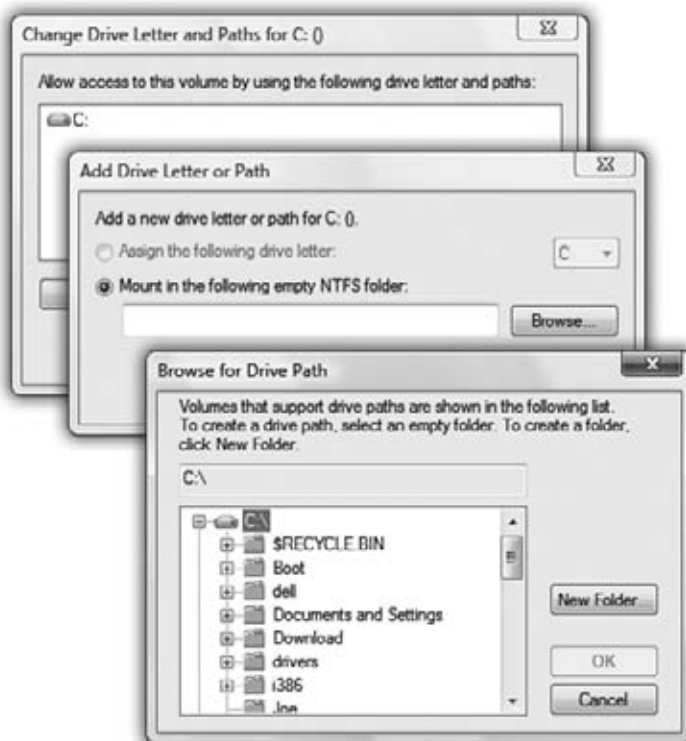 Change Drive Letter and Paths for C: ()
Allow access to this volume by using the following drive letter and paths:
C:
Add Drive Letter or Path
Add a new drive letter or path for C: ().
Assign the following drive letter:
C
Mount in the following empty NTFS folder:
Browse...
Browse for Drive Path
Volumes that support drive paths are shown in the following list.
To create a drive path, select an empty folder. To create a folder,
click New Folder.
C:\
C:\
$RECYCLE.BIN
Boot
dell
Documents and Settings
Download
drivers
i386
Joe
New Folder...
OK
Cancel